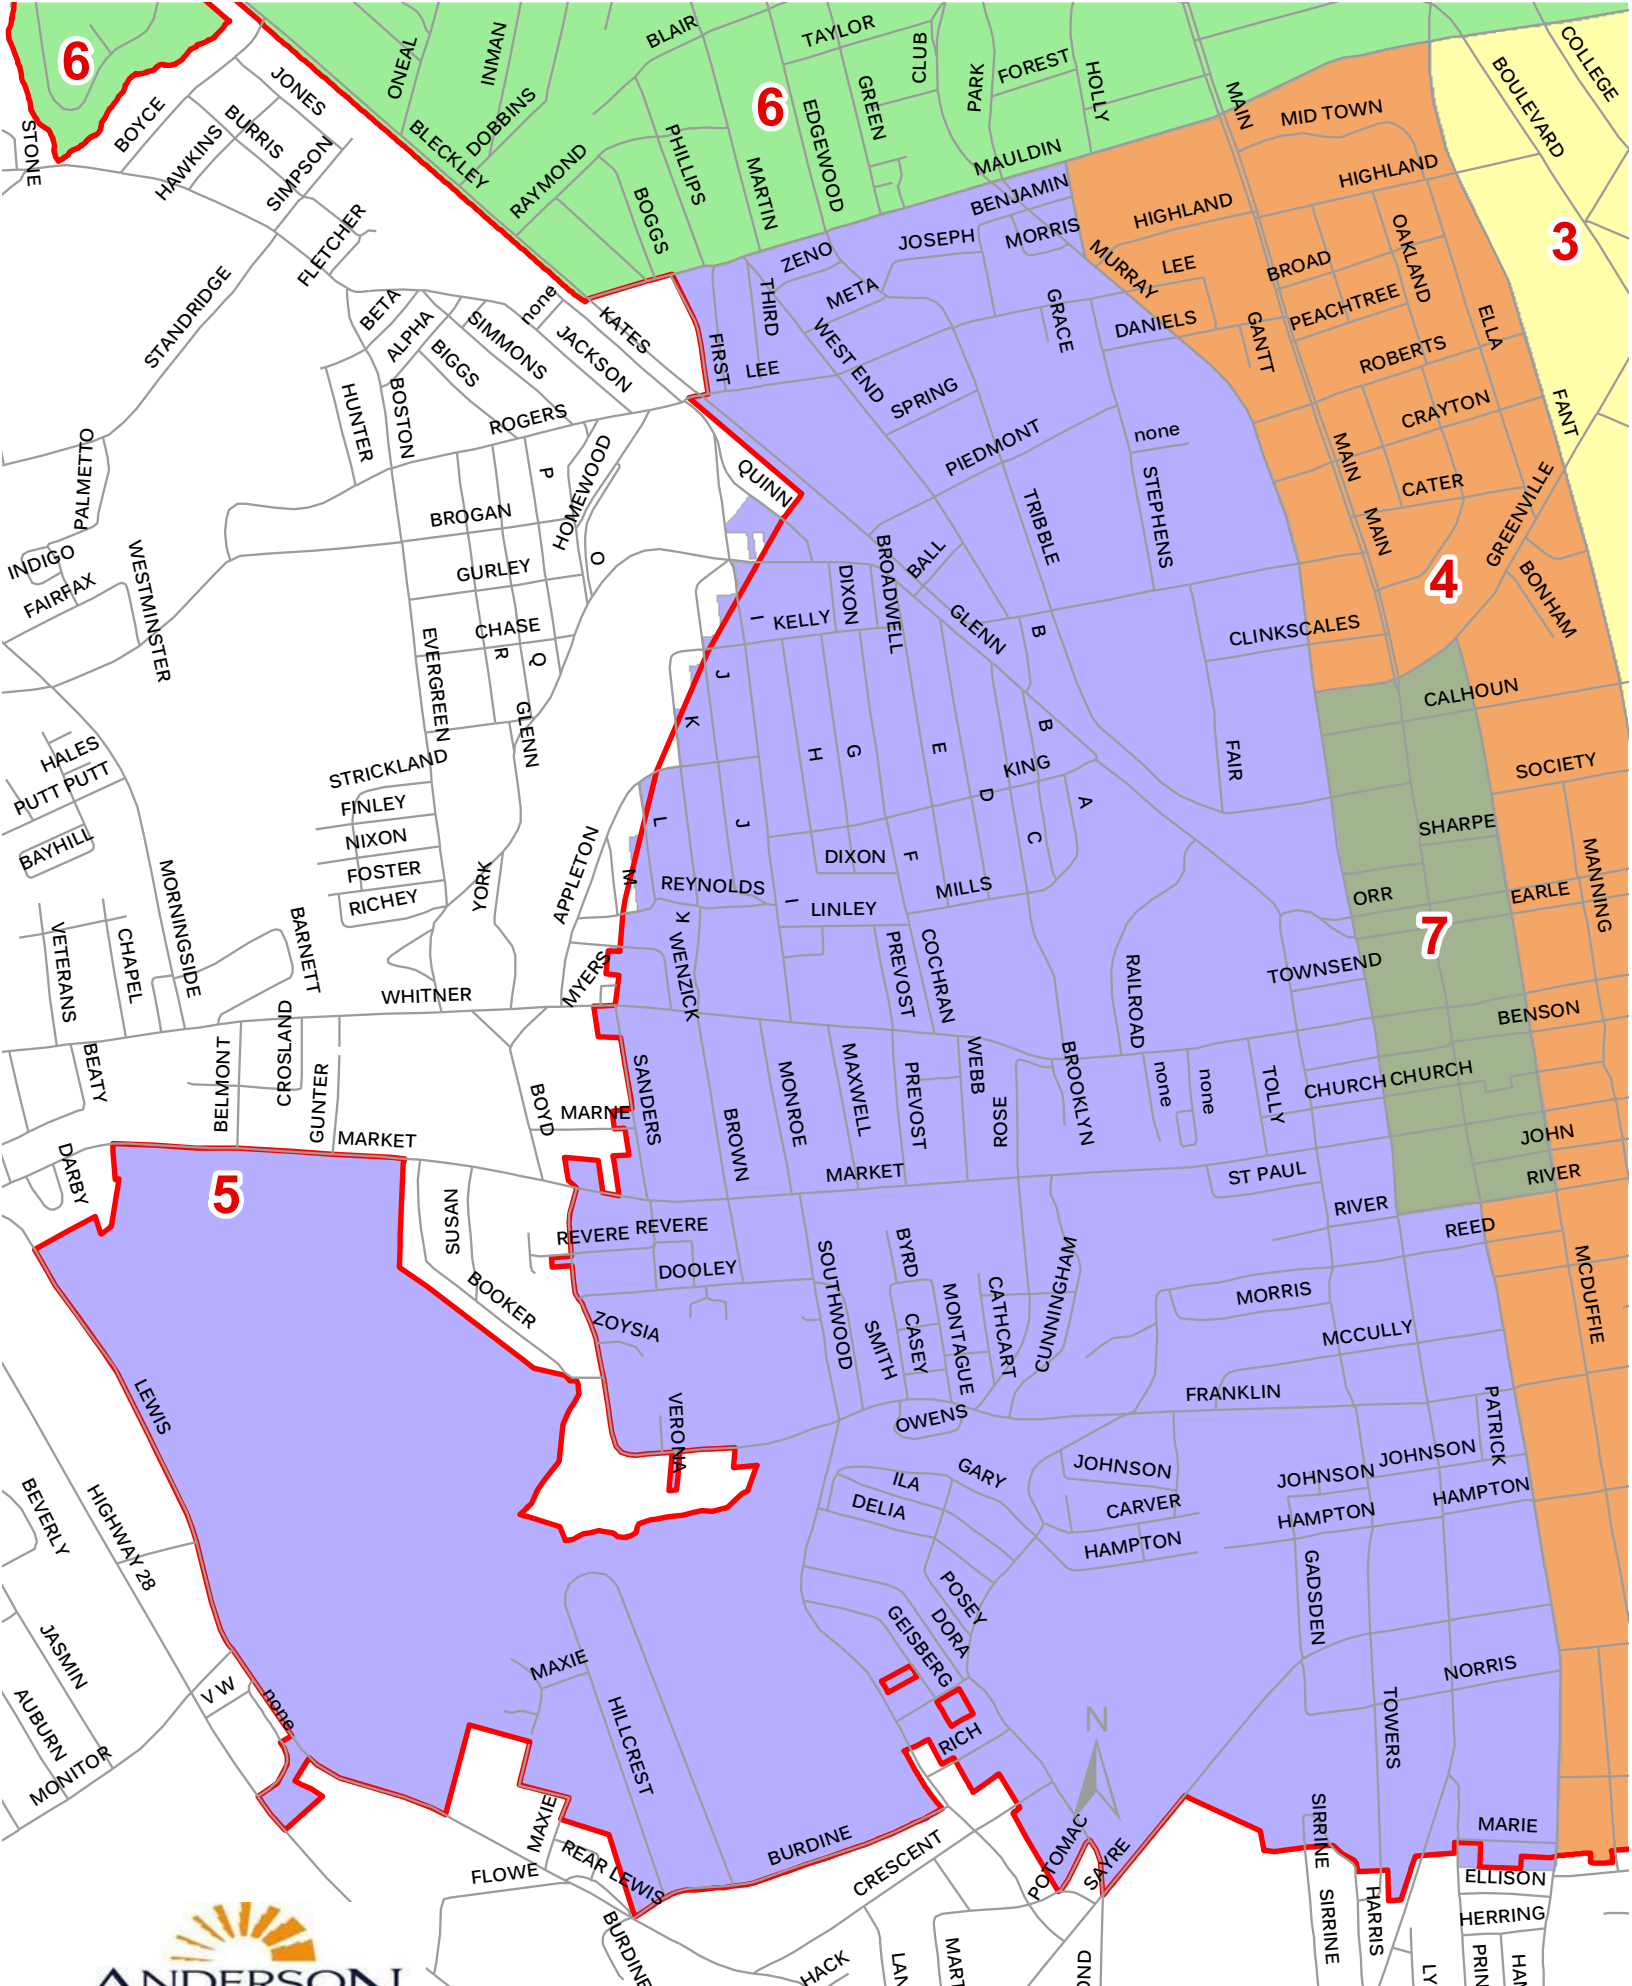 6
STONE
BOYCE
JONES
BURRIS
HAWKINS
SIMPSON
FLETCHER
STANDRIDGE
ONEAL
INMAN
BLAIR
TAYLOR
CLUB
PARK
FOREST
HOLLY
MAIN
MID TOWN
BOULEVARD
COLLEGE
BLECKLEY
DOBBINS
RAYMOND
BOGGS
PHILLIPS
MARTIN
EDGEWOOD
GREEN
6
MAULDIN
BENJAMIN
MORRIS
JOSEPH
ZENO
META
THIRD
FIRST
LEE
WEST END
SPRING
PIEDMONT
GRACE
DANIELS
MURRAY
LEE
HIGHLAND
HIGHLAND
BROAD
OAKLAND
PEACHTREE
GANTT
ELLA
ROBERTS
CRAYTON
FANT
3
MAIN
MAIN
CATER
GREENVILLE
4
BONHAM
CLINKSCALES
none
STEPHENS
TRIBBLE
BETA
ALPHA
SIMMONS
none
KATES
JACKSON
BIGGS
HUNTER
BOSTON
ROGERS
PALMETTO
P
HOMEWOOD
BROGAN
O
GURLEY
QUINN
INDIGO
FAIRFAX
WESTMINSTER
CHASE
R
Q
EVERGREEN
GLENN
I
KELLY
DIXON
BROADWELL
BALL
GLENN
B
J
K
H
G
E
B
KING
D
A
C
FAIR
CALHOUN
SOCIETY
SHARPE
MANNING
EARLE
ORR
7
HALES
PUTT PUTT
BAYHILL
STRICKLAND
FINLEY
NIXON
FOSTER
RICHEY
YORK
APPLETON
L
J
M
REYNOLDS
DIXON
F
MILLS
I
LINLEY
K
WENZICK
PREVOST
COCHRAN
RAILROAD
TOWNSEND
BENSON
MORNINGSIDE
VETERANS
CHAPEL
BARNETT
WHITNER
MYERS
BEATY
BELMONT
CROSLAND
GUNTER
BOYD
MARNE
SANDERS
BROWN
MONROE
MAXWELL
PREVOST
WEBB
ROSE
BROOKLYN
none
none
TOLLY
CHURCH
CHURCH
JOHN
RIVER
DARBY
MARKET
5
SUSAN
BOOKER
REVERE
REVERE
DOOLEY
ZOYSIA
VERONA
MARKET
ST PAUL
RIVER
REED
SOUTHWOOD
BYRD
SMITH
CASEY
MONTAGUE
CATHCART
CUNNINGHAM
MORRIS
MCCULLY
MCDUFFIE
FRANKLIN
OWENS
PATRICK
JOHNSON
JOHNSON
JOHNSON
ILA
GARY
DELIA
CARVER
HAMPTON
HAMPTON
HAMPTON
LEWIS
HIGHWAY 28
BEVERLY
JASMIN
AUBURN
MONITOR
V W
none
MAXIE
HILLCREST
GEISBERG
DORA
POSEY
RICH
GADSDEN
NORRIS
TOWERS
N
MAXIE
REAR LEWIS
FLOWE
BURDINE
BURDINE
CRESCENT
POTOMAC
SAYRE
SIRRINE
SIRRINE
HARRIS
MARIE
ELLISON
HERRING
HACK
LAN
MART
OND
LY
PRIN
HAR
ANDERSON